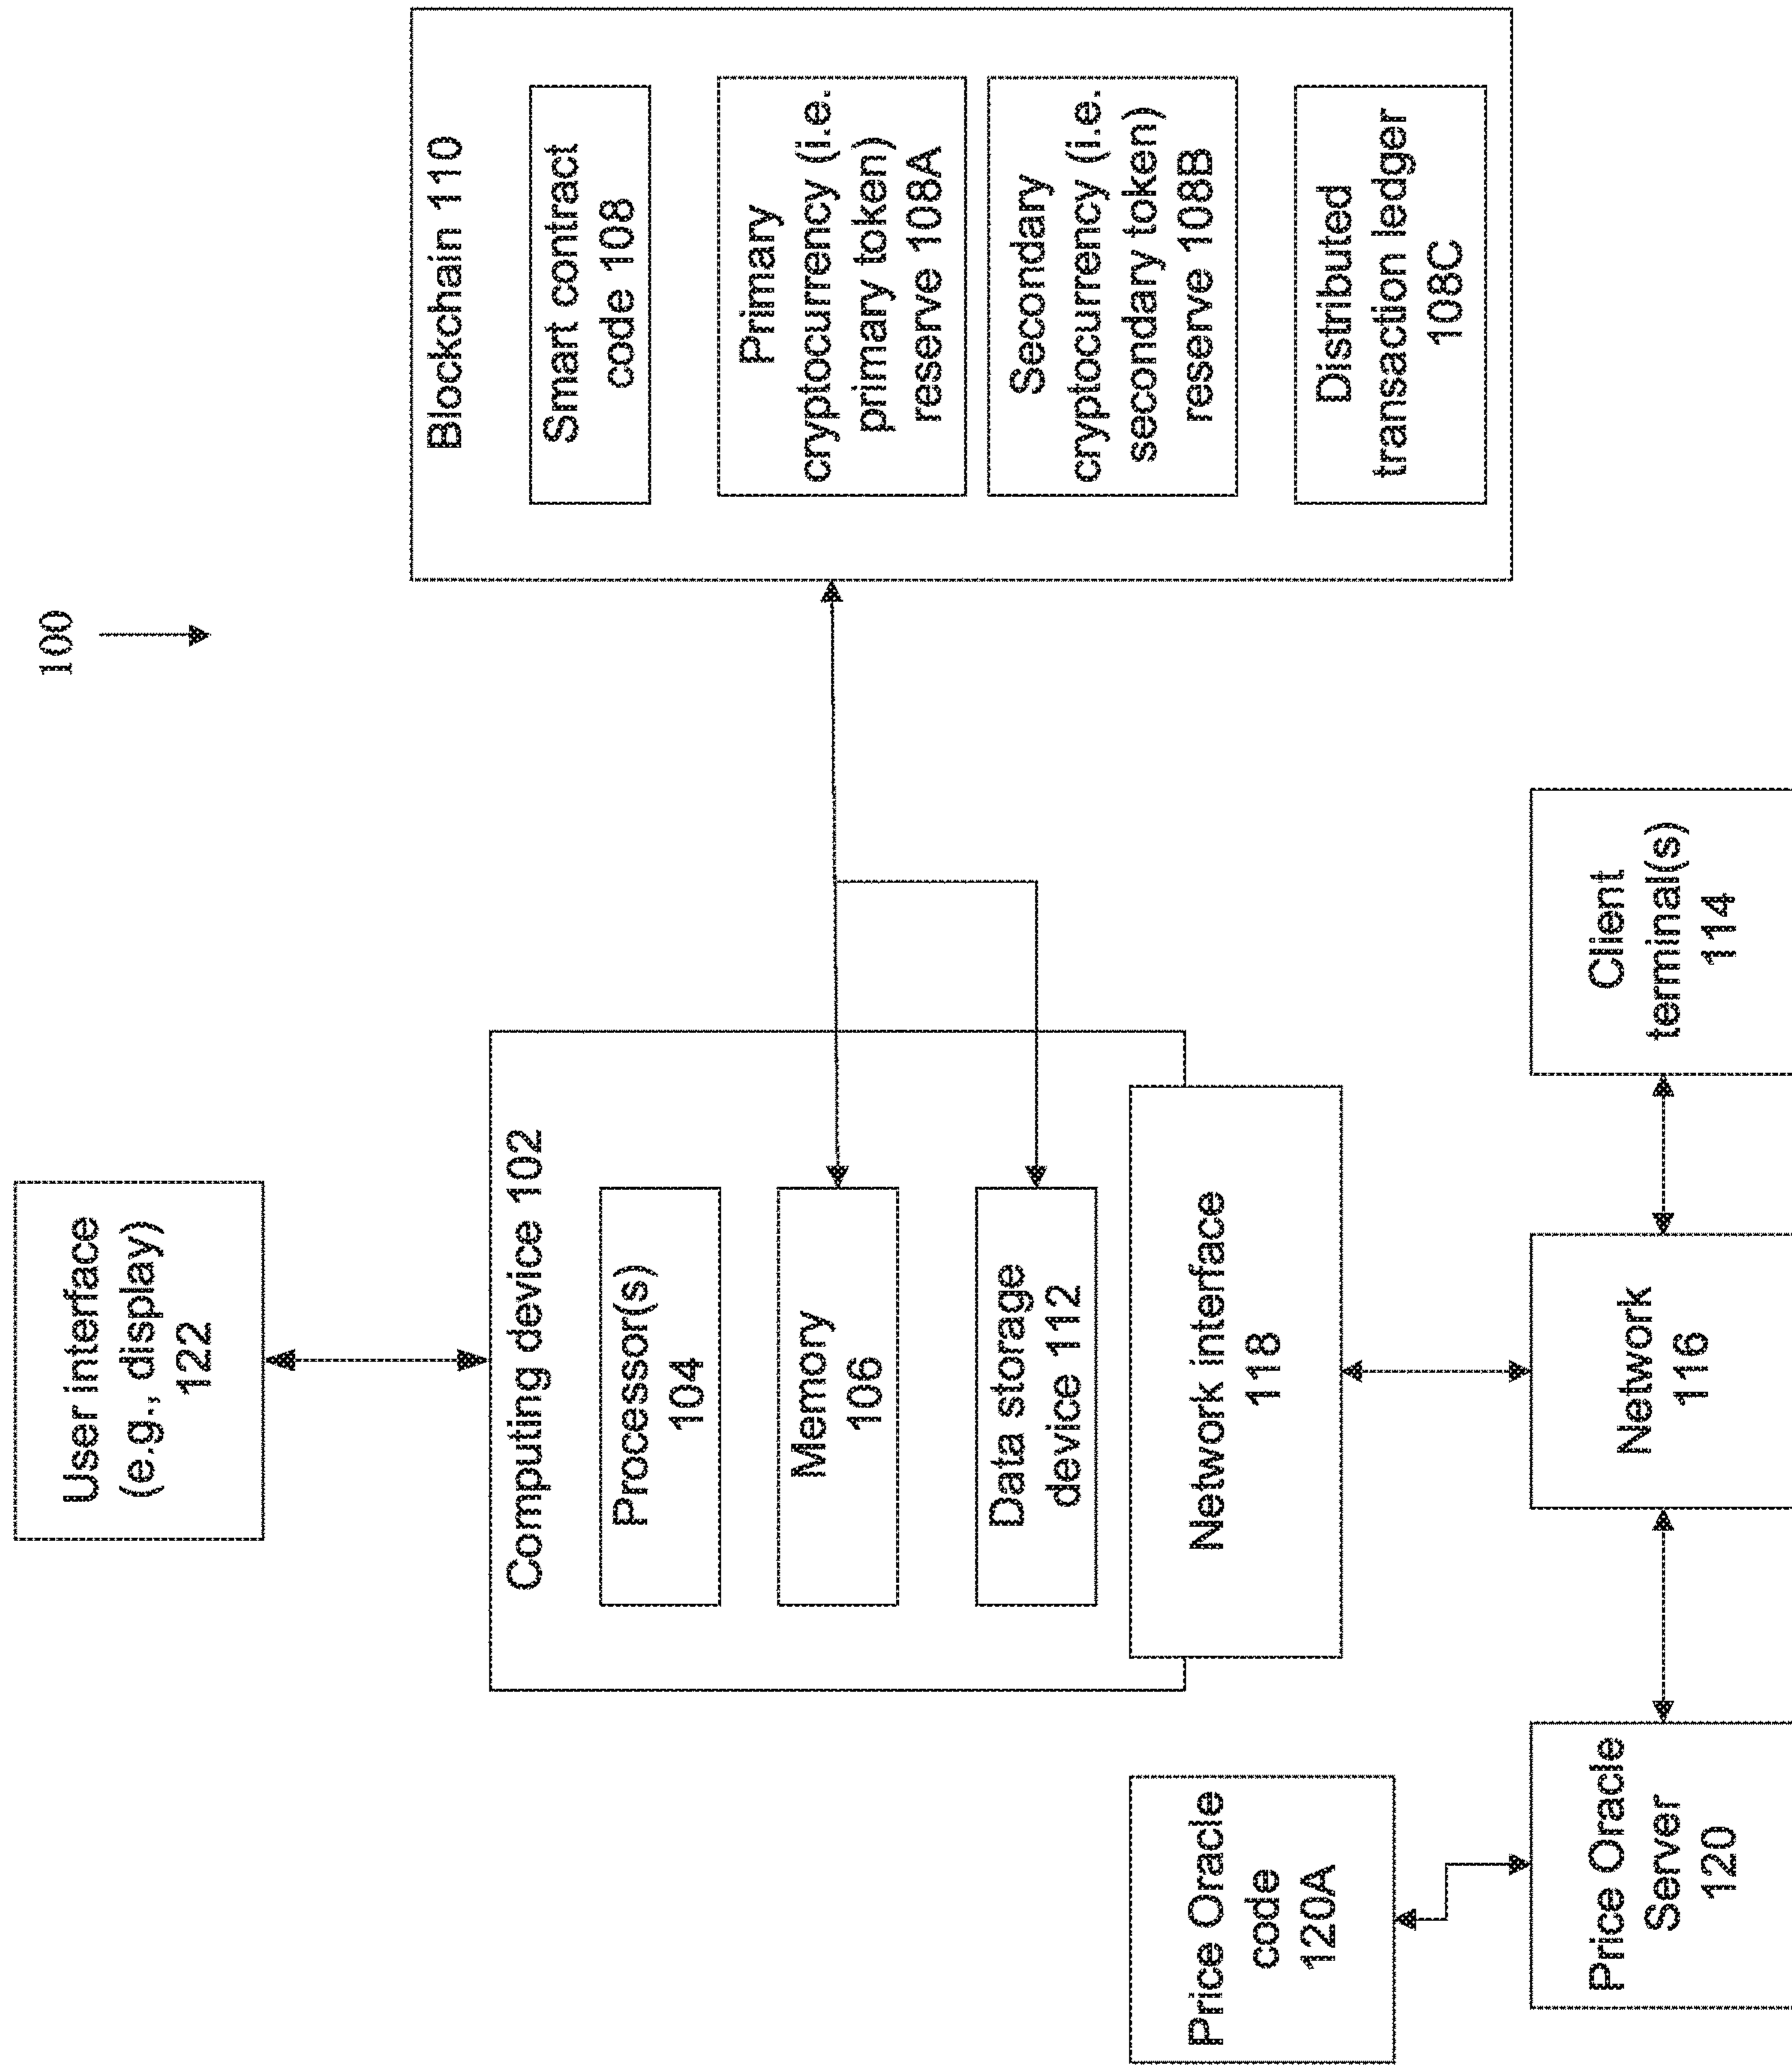 100
User interface
(e.g., display)
122
Computing device 102
Processor(s)
104
Memory
106
Data storage
device 112
Network interface
118
Blockchain 110
Smart contract
code 108
Primary
cryptocurrency (i.e.
primary token)
reserve 108A
Secondary
cryptocurrency (i.e.
secondary token)
reserve 108B
Distributed
transaction ledger
108C
Price Oracle
code
120A
Price Oracle
Server
120
Network
116
Client
terminal(s)
114